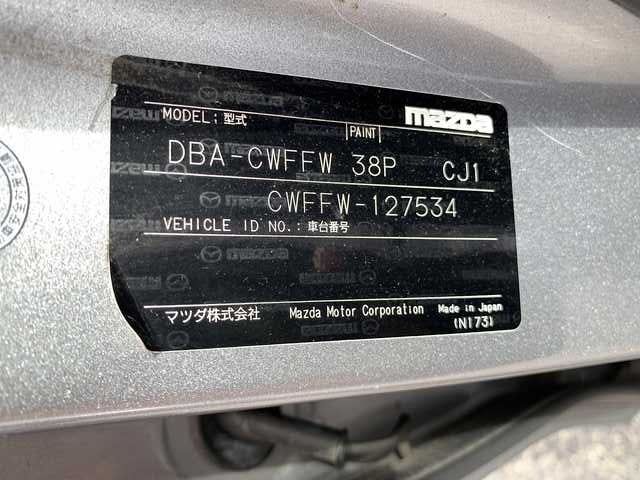 mazda
MODEL：型式
PAINT
DBA-CWFFW 38P CJ1
CWFFW-127534
VEHICLE ID NO.：車台番号
マツダ株式会社 Mazda Motor Corporation Made in Japan
(N173)